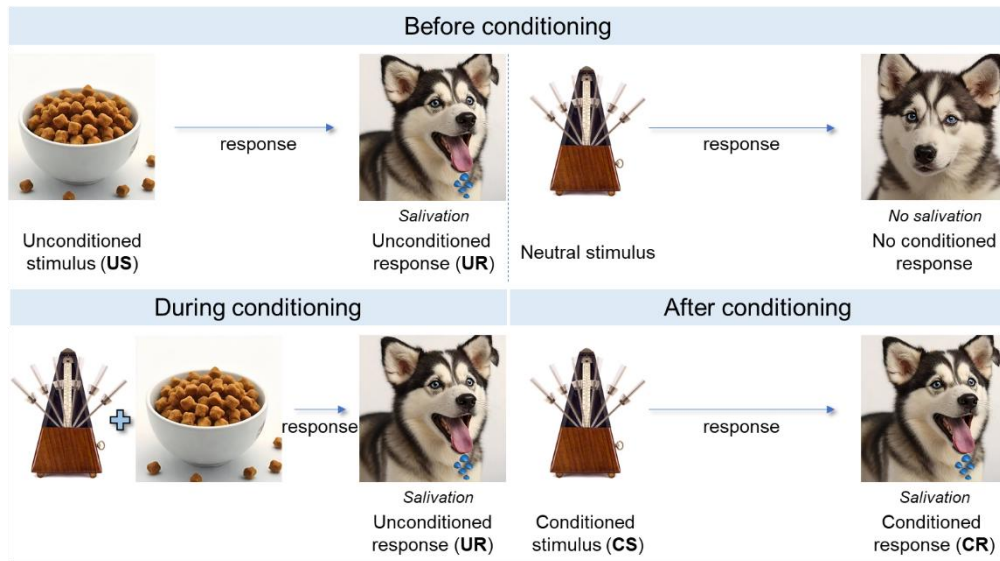 Before conditioning
response
response
Salivation
No salivation
Unconditioned
stimulus (US)
Unconditioned
response (UR)
Neutral stimulus
No conditioned
response
During conditioning
After conditioning
response
response
Salivation
Salivation
Unconditioned
response (UR)
Conditioned
stimulus (CS)
Conditioned
response (CR)